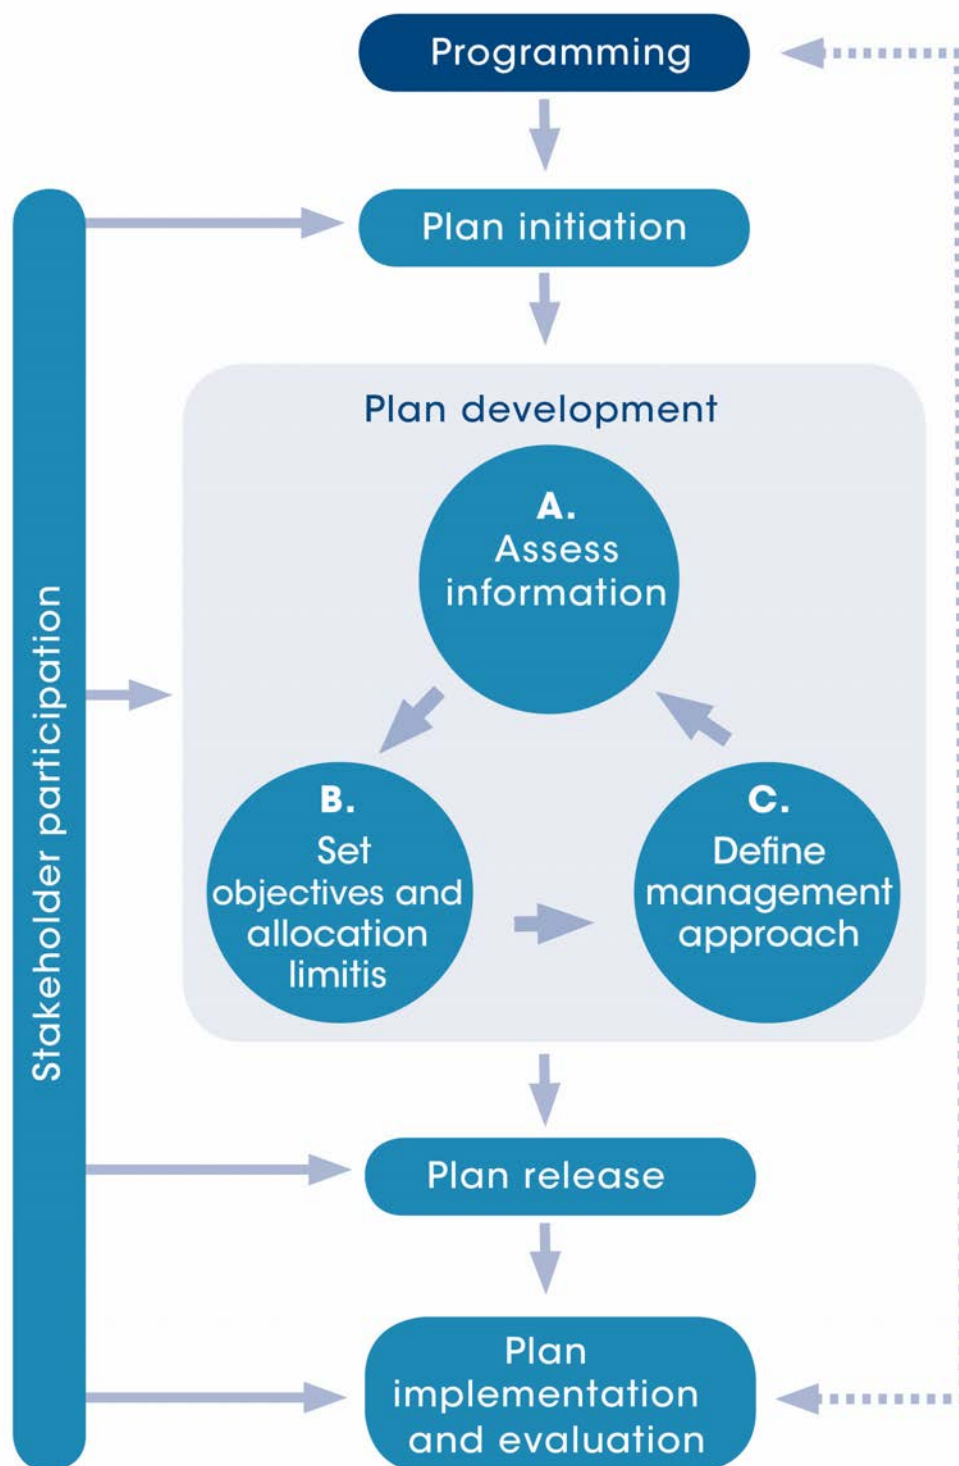 Programming
Plan initiation
Stakeholder participation
Plan development
A.
Assess
information
B.
Set
objectives and
allocation
limitis
C.
Define
management
approach
Plan release
Plan
implementation
and evaluation